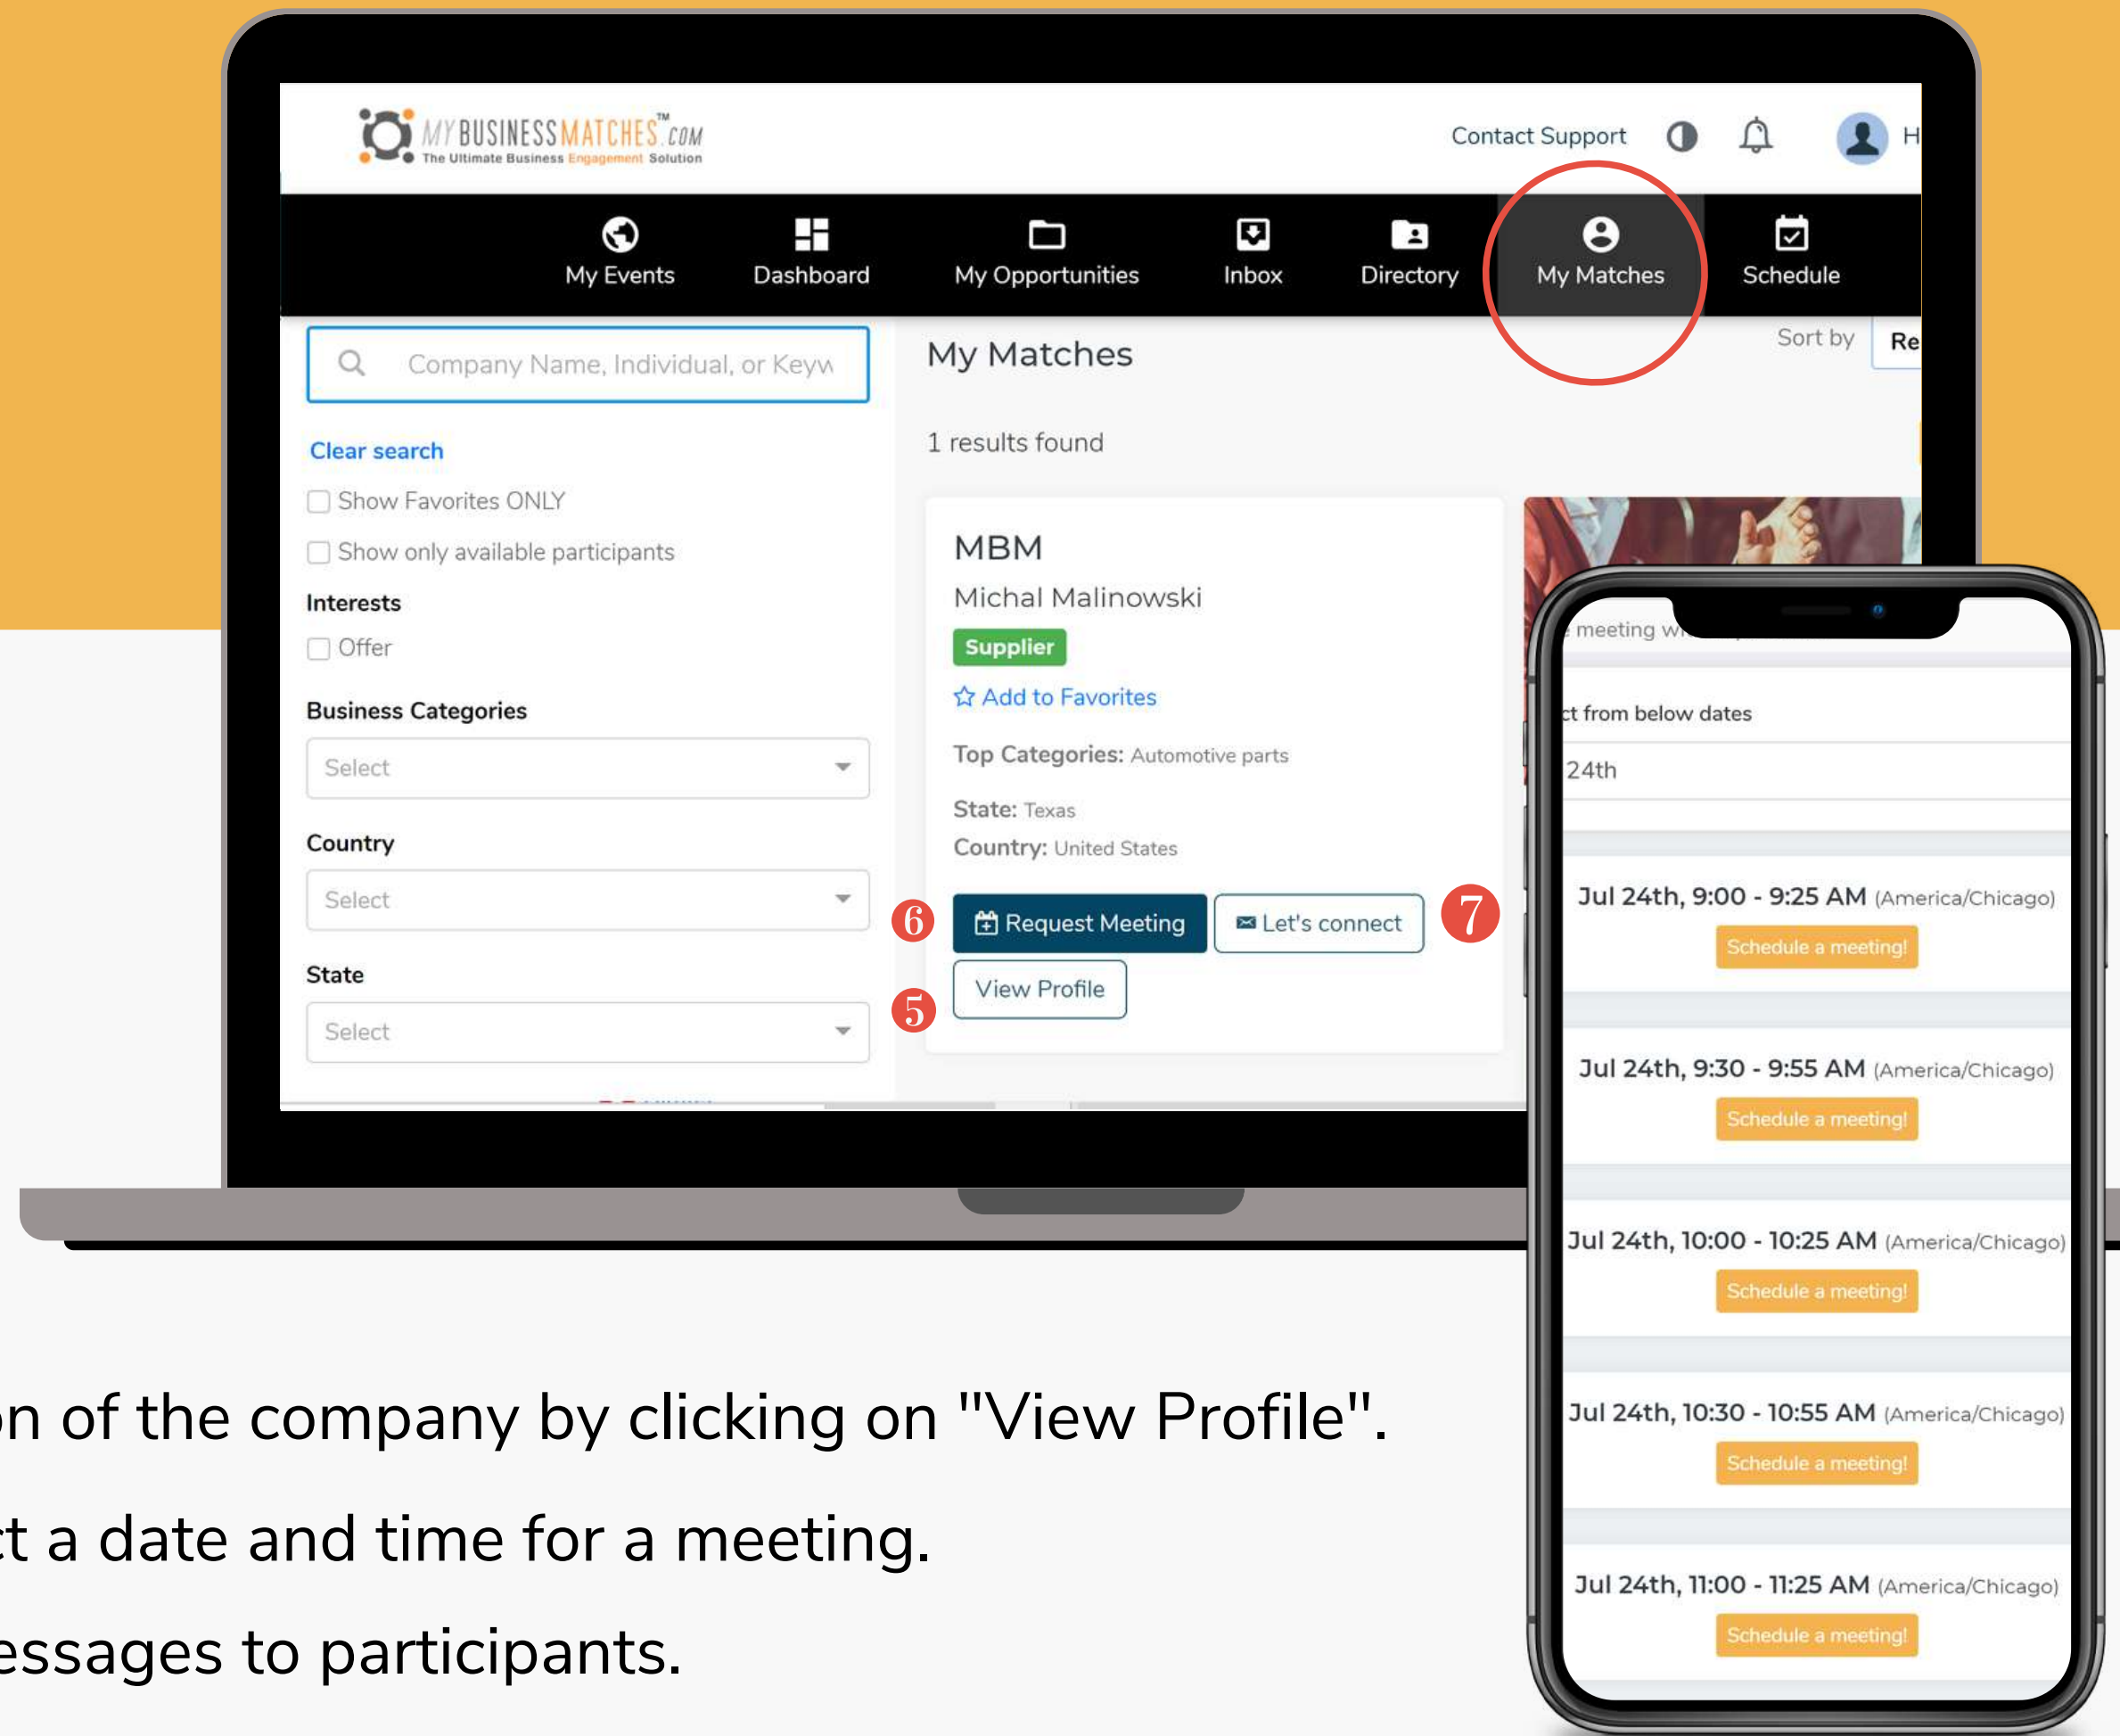 MYBUSINESSMATCHES™.COM
The Ultimate Business Engagement Solution
Contact Support
H
My Events
Dashboard
My Opportunities
Inbox
Directory
My Matches
Schedule
Company Name, Individual, or Keyw
Clear search
Show Favorites ONLY
Show only available participants
Interests
Offer
Business Categories
Select
Country
Select
State
Select
My Matches
Sort by
Re
1 results found
MBM
Michal Malinowski
Supplier
Add to Favorites
Top Categories: Automotive parts
State: Texas
Country: United States
6
Request Meeting
Let's connect
7
5
View Profile
meeting
ct from below dates
24th
Jul 24th, 9:00 - 9:25 AM (America/Chicago)
Schedule a meeting!
Jul 24th, 9:30 - 9:55 AM (America/Chicago)
Schedule a meeting!
Jul 24th, 10:00 - 10:25 AM (America/Chicago)
Schedule a meeting!
Jul 24th, 10:30 - 10:55 AM (America/Chicago)
Schedule a meeting!
Jul 24th, 11:00 - 11:25 AM (America/Chicago)
Schedule a meeting!
on of the company by clicking on "View Profile".
ct a date and time for a meeting.
essages to participants.